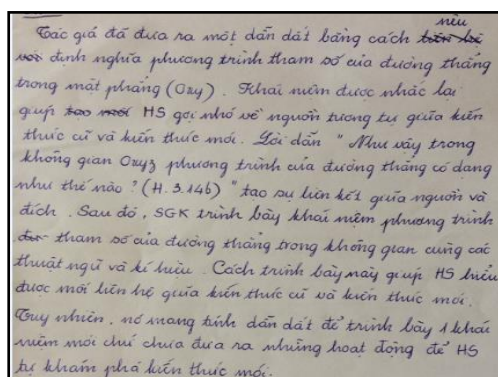 nêu
Các giả đã đưa ra một dẫn dắt bằng cách
định nghĩa phương trình tham số của đường thẳng
trong mặt phẳng (Oxy). Khái niệm được nhắc lại
giúp HS gợi nhớ về nguồn tương tự giữa kiến
thức cũ và kiến thức mới. Lời dẫn "Như vậy trong
không gian Oxyz phương trình của đường thẳng có dạng
như thế nào? (H.3.14b)" tạo sự liên kết giữa nguồn và
đích. Sau đó, SGK trình bày khái niệm phương trình
tham số của đường thẳng trong không gian cùng các
thuật ngữ và kí hiệu. Cách trình bày này giúp HS hiểu
được mối liên hệ giữa kiến thức cũ và kiến thức mới.
Tuy nhiên, nó mang tính dẫn dắt để trình bày 1 khái
niệm mới chứ chưa đưa ra những hoạt động để HS
tự khám phá kiến thức mới.